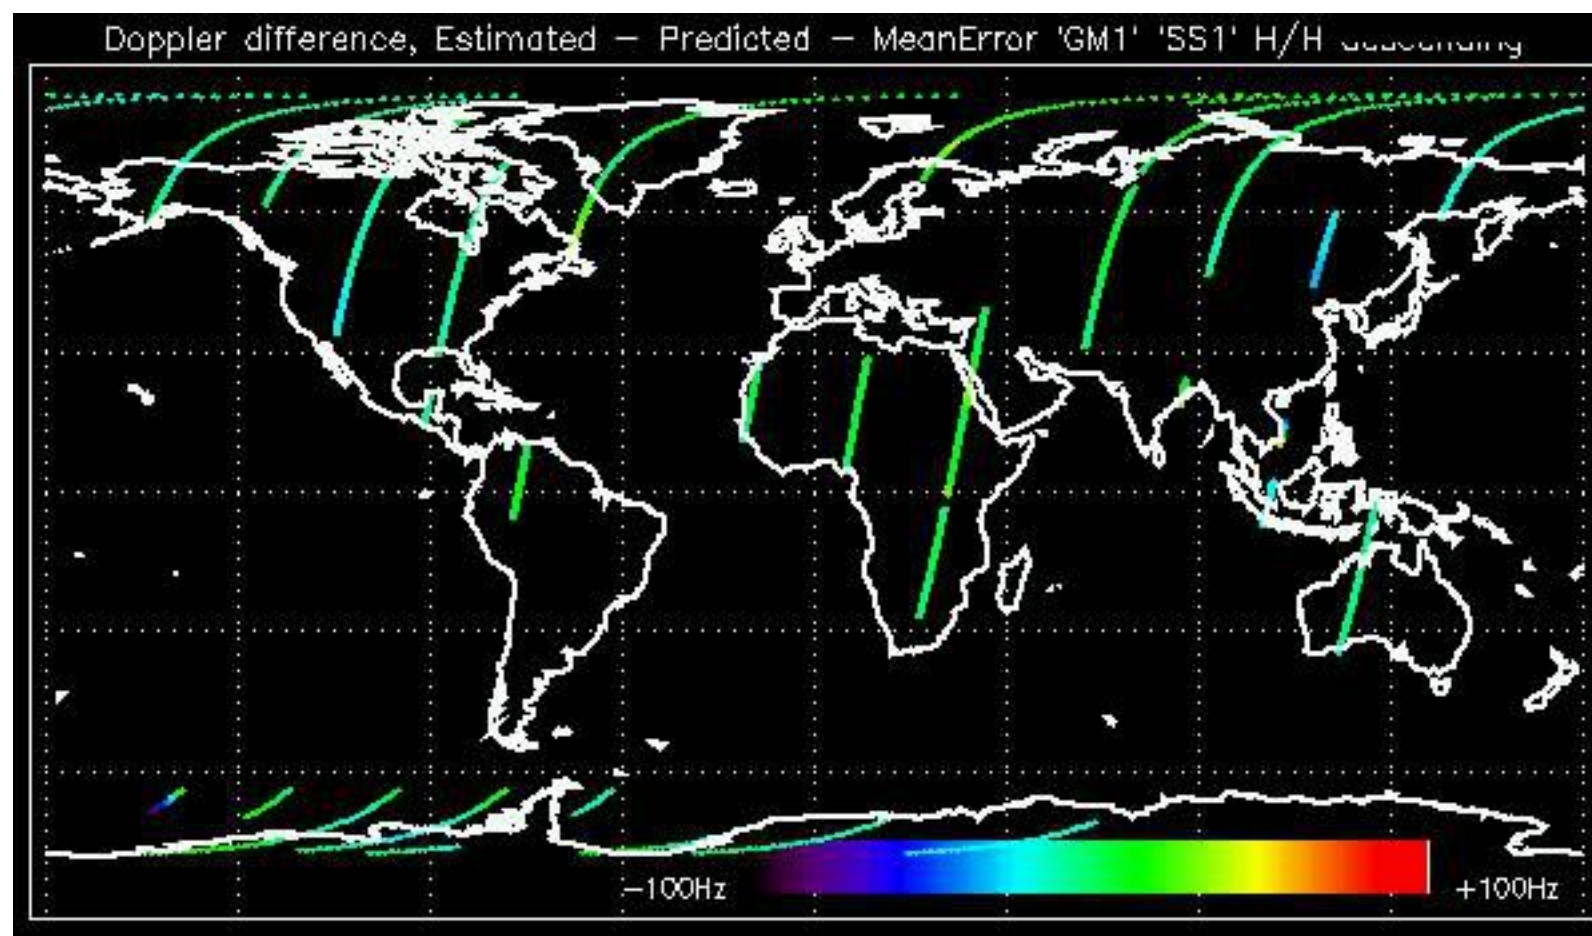 Doppler difference, Estimated – Predicted – MeanError 'GM1' 'SS1' H/H
–100Hz
+100Hz